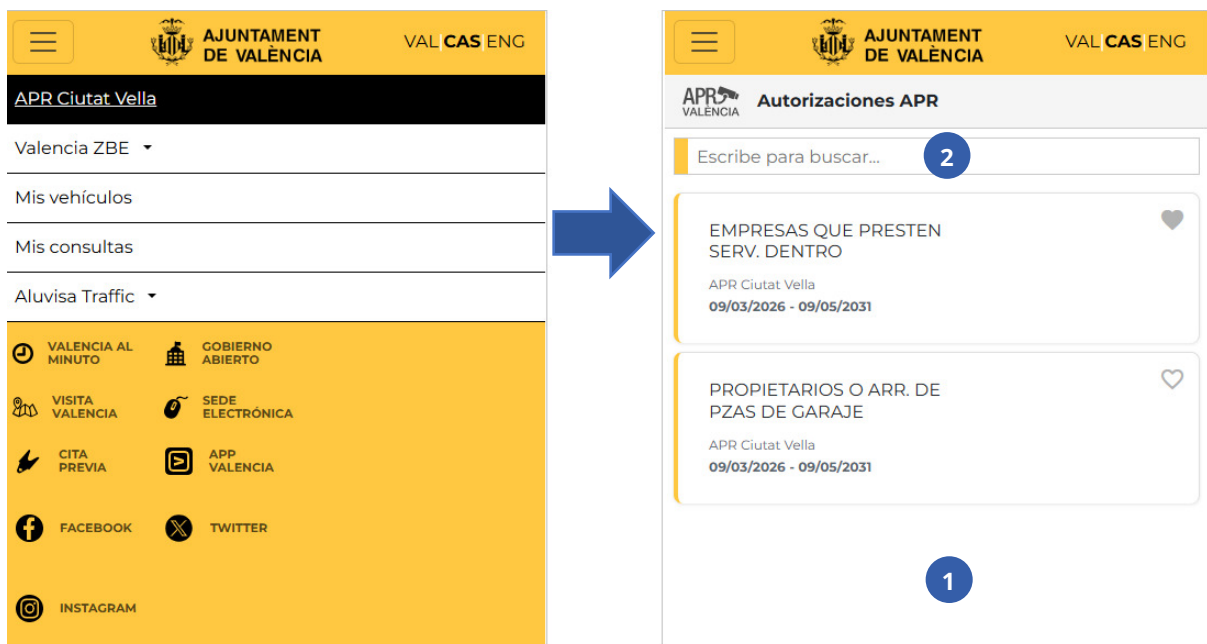 AJUNTAMENT
DE VALÈNCIA
VAL|CAS|ENG
APR Ciutat Vella
Valencia ZBE
Mis vehículos
Mis consultas
Aluvisa Traffic
VALENCIA AL
MINUTO
GOBIERNO
ABIERTO
VISITA
VALENCIA
SEDE
ELECTRÓNICA
CITA
PREVIA
APP
VALENCIA
FACEBOOK
TWITTER
INSTAGRAM
AJUNTAMENT
DE VALÈNCIA
VAL|CAS|ENG
APR
VALÈNCIA
Autorizaciones APR
Escribe para buscar...
2
EMPRESAS QUE PRESTEN
SERV. DENTRO
APR Ciutat Vella
09/03/2026 - 09/05/2031
PROPIETARIOS O ARR. DE
PZAS DE GARAJE
APR Ciutat Vella
09/03/2026 - 09/05/2031
1